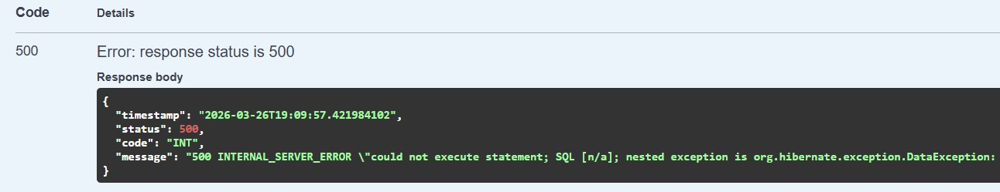 Code Details
500 Error: response status is 500
Response body
{
"timestamp": "2026-03-26T19:09:57.421984102",
"status": 500,
"code": "INT",
"message": "500 INTERNAL_SERVER_ERROR \"could not execute statement; SQL [n/a]; nested exception is org.hibernate.exception.DataException:
}